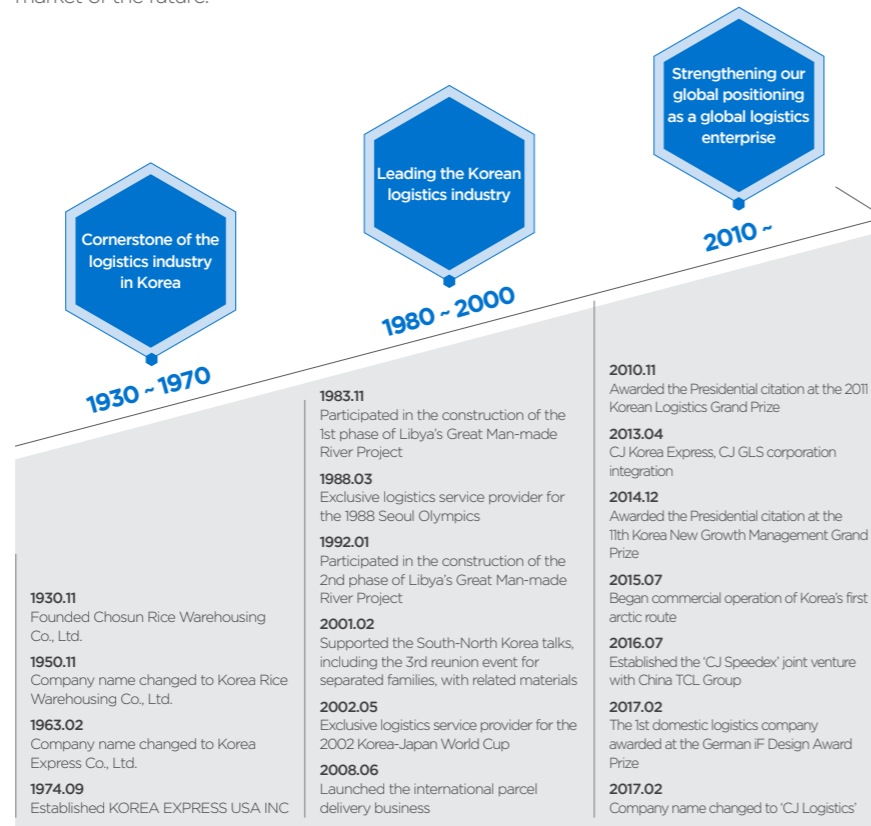 market of the future.
Cornerstone of the
logistics industry
in Korea
1930 ~ 1970
1930.11
Founded Chosun Rice Warehousing
Co., Ltd.
1950.11
Company name changed to Korea Rice
Warehousing Co., Ltd.
1963.02
Company name changed to Korea
Express Co., Ltd.
1974.09
Established KOREA EXPRESS USA INC
Leading the Korean
logistics industry
1980 ~ 2000
1983.11
Participated in the construction of the
1st phase of Libya's Great Man-made
River Project
1988.03
Exclusive logistics service provider for
the 1988 Seoul Olympics
1992.01
Participated in the construction of the
2nd phase of Libya's Great Man-made
River Project
2001.02
Supported the South-North Korea talks,
including the 3rd reunion event for
separated families, with related materials
2002.05
Exclusive logistics service provider for the
2002 Korea-Japan World Cup
2008.06
Launched the international parcel
delivery business
Strengthening our
global positioning
as a global logistics
enterprise
2010 ~
2010.11
Awarded the Presidential citation at the 2011
Korean Logistics Grand Prize
2013.04
CJ Korea Express, CJ GLS corporation
integration
2014.12
Awarded the Presidential citation at the
11th Korea New Growth Management Grand
Prize
2015.07
Began commercial operation of Korea's first
arctic route
2016.07
Established the 'CJ Speedex' joint venture
with China TCL Group
2017.02
The 1st domestic logistics company
awarded at the German iF Design Award
Prize
2017.02
Company name changed to 'CJ Logistics'